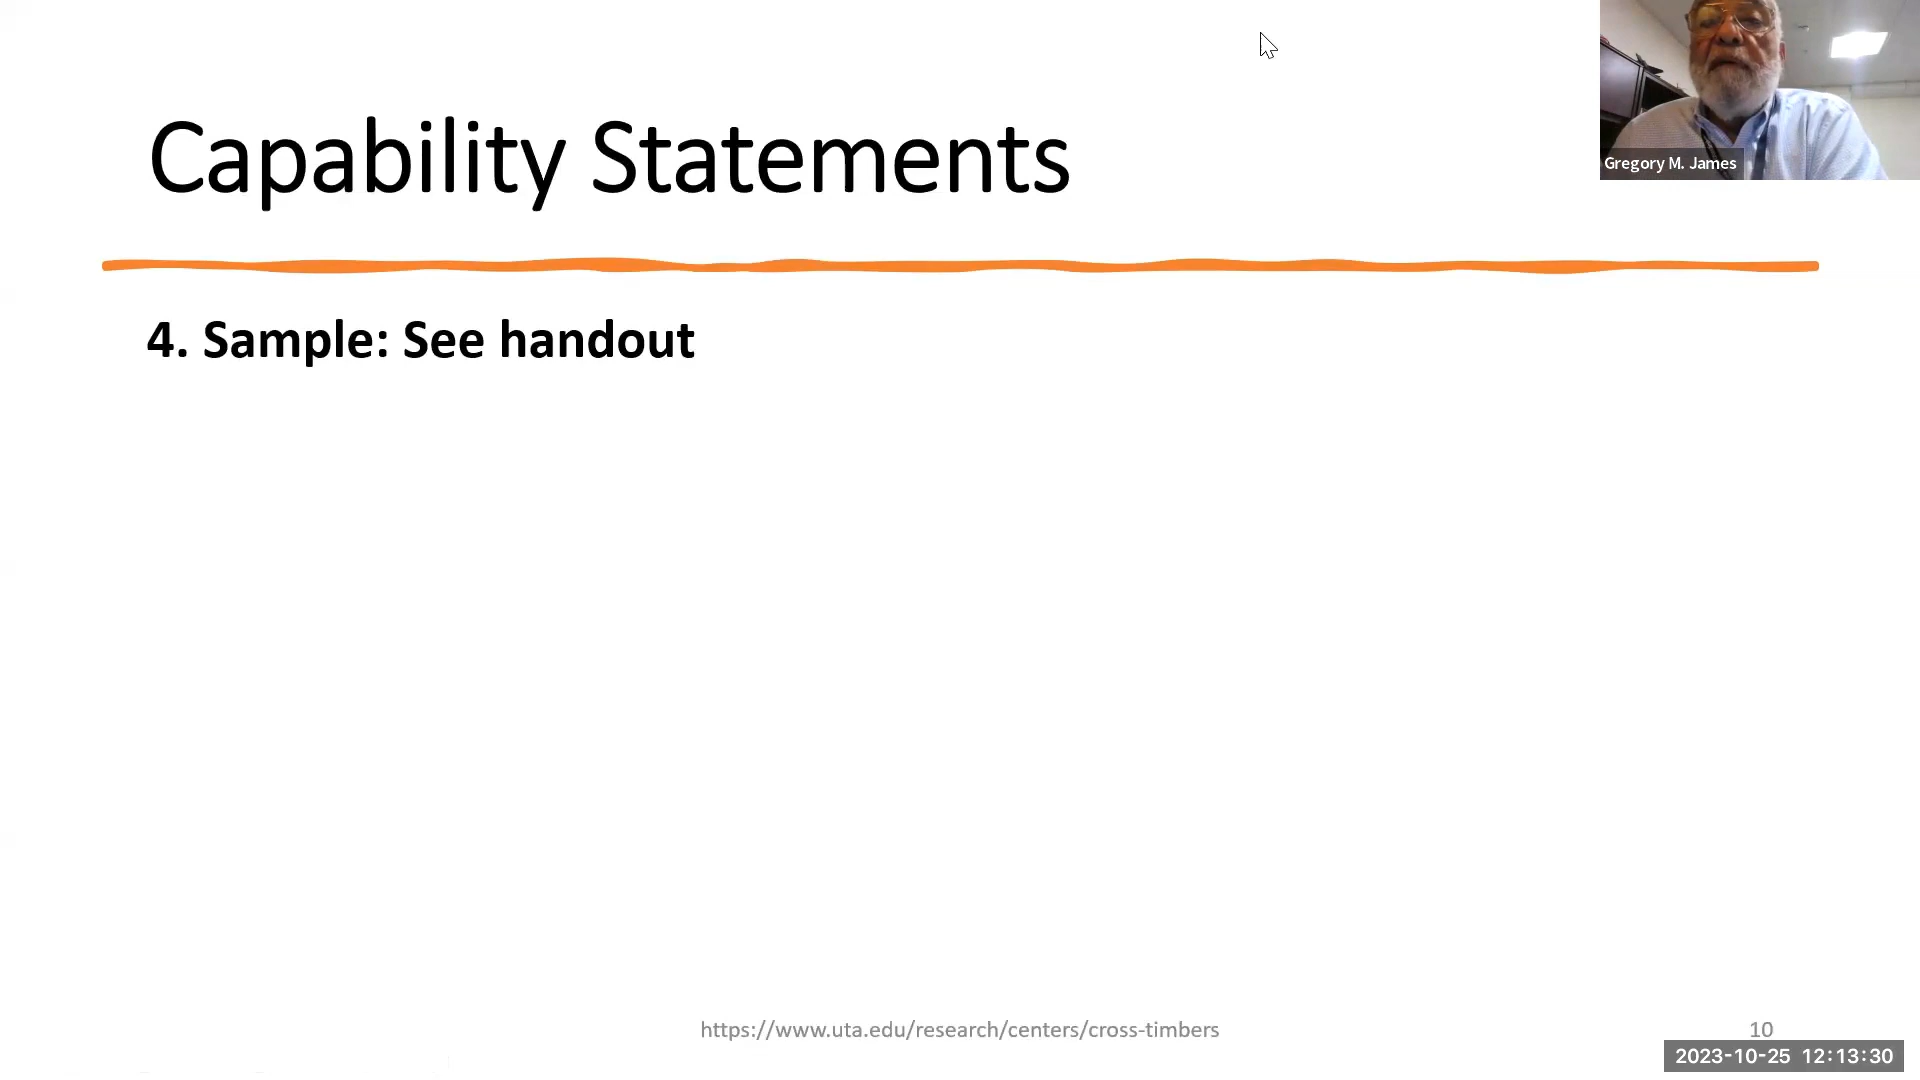 Capability Statements
Gregory M. James
4. Sample: See handout
https://www.uta.edu/research/centers/cross-timbers
10
2023-10-25 12:13:30